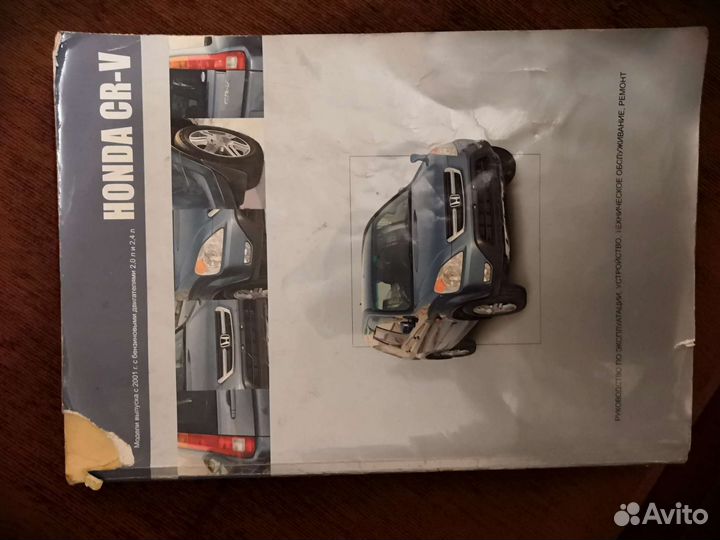 HONDA CR-V
Модели выпуска с 2001 г. с бензиновыми двигателями 2,0 л и 2,4 л
РУКОВОДСТВО ПО ЭКСПЛУАТАЦИИ, УСТРОЙСТВО, ТЕХНИЧЕСКОЕ ОБСЛУЖИВАНИЕ, РЕМОНТ
Avito